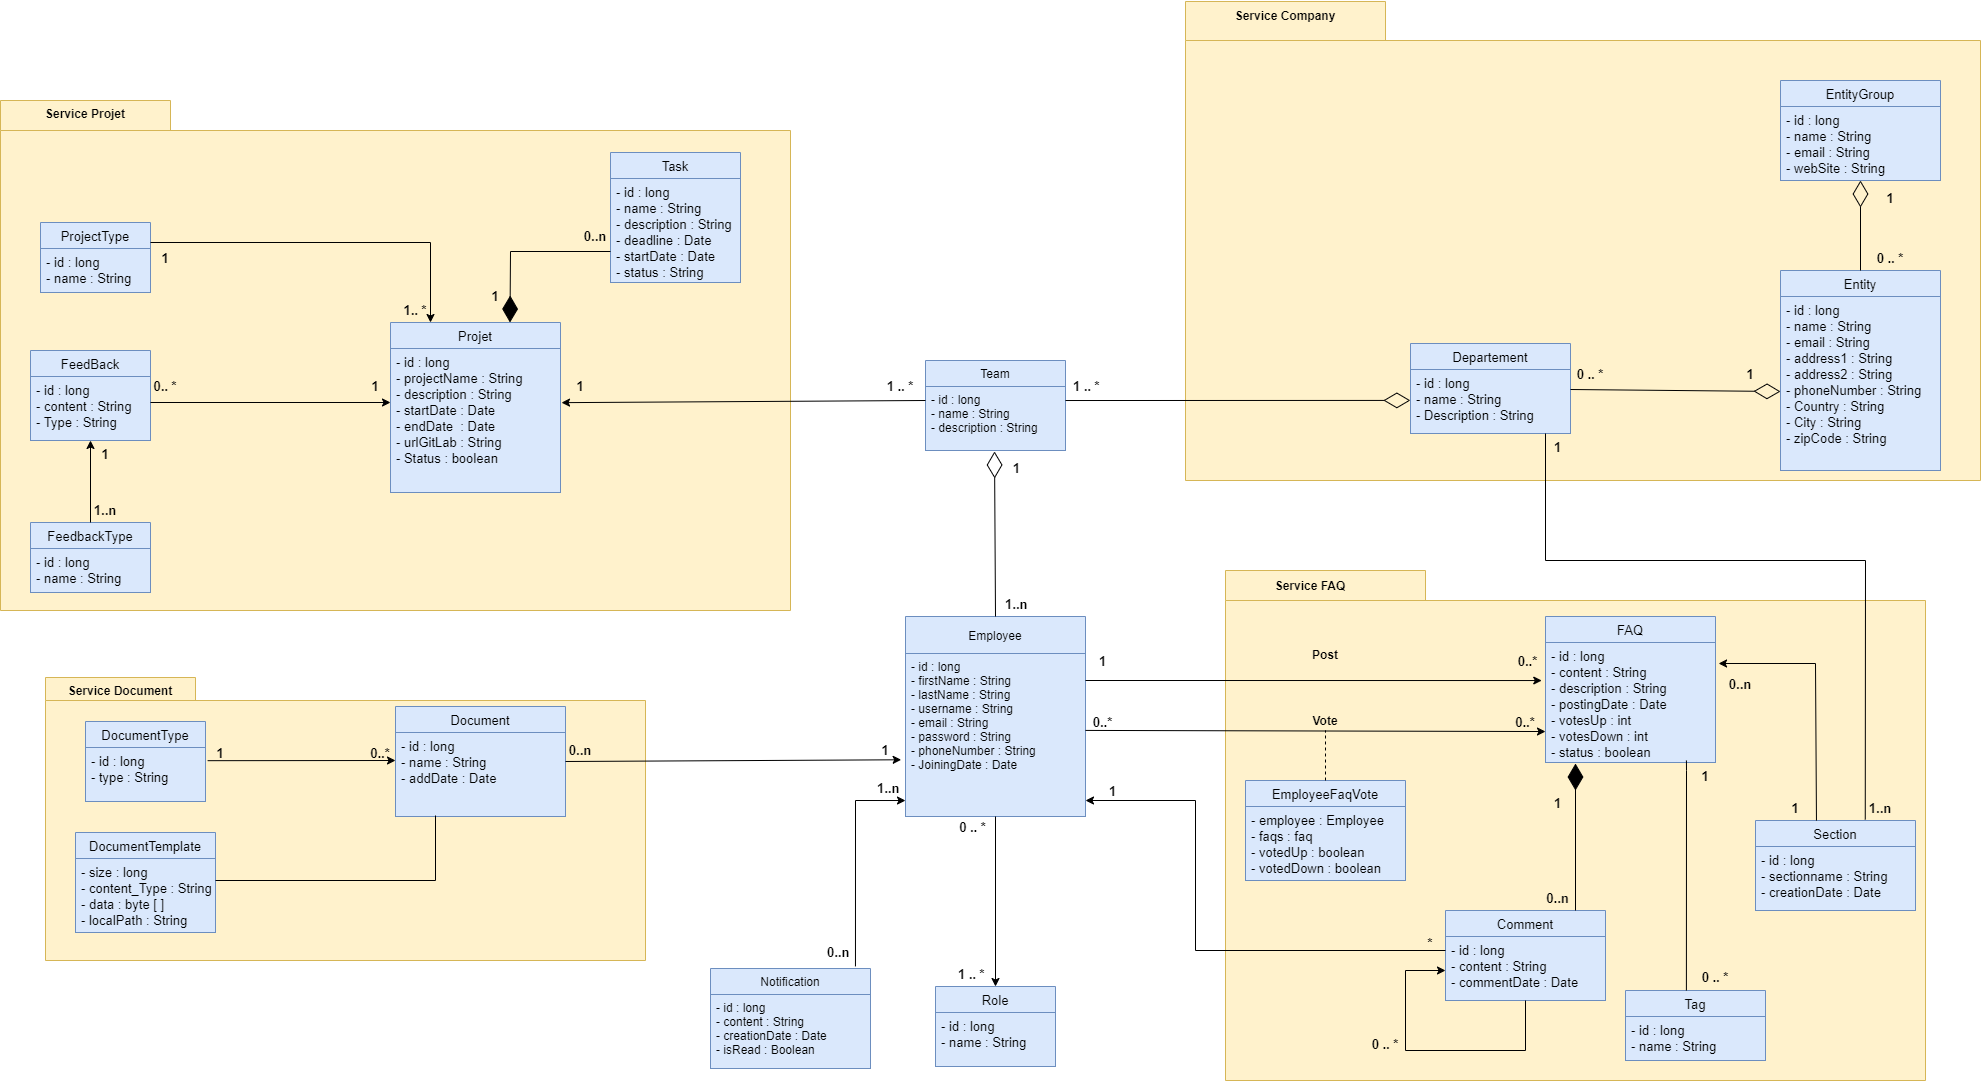 Service Company
EntityGroup
- id : long
- name : String
- email : String
- webSite : String
1
0 .. *
Entity
- id : long
- name : String
- email : String
- address1 : String
- address2 : String
- phoneNumber : String
- Country : String
- City : String
- zipCode : String
1
0 .. *
Departement
- id : long
- name : String
- Description : String
1
Service Projet
Task
- id : long
- name : String
- description : String
- deadline : Date
- startDate : Date
- status : String
0..n
1
ProjectType
- id : long
- name : String
1
1.. *
Projet
- id : long
- projectName : String
- description : String
- startDate : Date
- endDate  : Date
- urlGitLab : String
- Status : boolean
FeedBack
- id : long
- content : String
- Type : String
0.. *
1
1
1
1..n
FeedbackType
- id : long
- name : String
Team
- id : long
- name : String
- description : String
1 .. *
1 .. *
1
1..n
Employee
- id : long
- firstName : String
- lastName : String
- username : String
- email : String
- password : String
- phoneNumber : String
- JoiningDate : Date
1
Post
0..*
0..*
Vote
0..*
Service FAQ
FAQ
- id : long
- content : String
- description : String
- postingDate : Date
- votesUp : int
- votesDown : int
- status : boolean
0..n
1
1..n
Section
- id : long
- sectionname : String
- creationDate : Date
EmployeeFaqVote
- employee : Employee
- faqs : faq
- votedUp : boolean
- votedDown : boolean
1
1
0..n
Comment
- id : long
- content : String
- commentDate : Date
*
1
0 .. *
0 .. *
Tag
- id : long
- name : String
Service Document
DocumentType
- id : long
- type : String
1
0..*
Document
- id : long
- name : String
- addDate : Date
0..n
1
DocumentTemplate
- size : long
- content_Type : String
- data : byte [ ]
- localPath : String
1..n
0..n
Notification
- id : long
- content : String
- creationDate : Date
- isRead : Boolean
0 .. *
1 .. *
Role
- id : long
- name : String